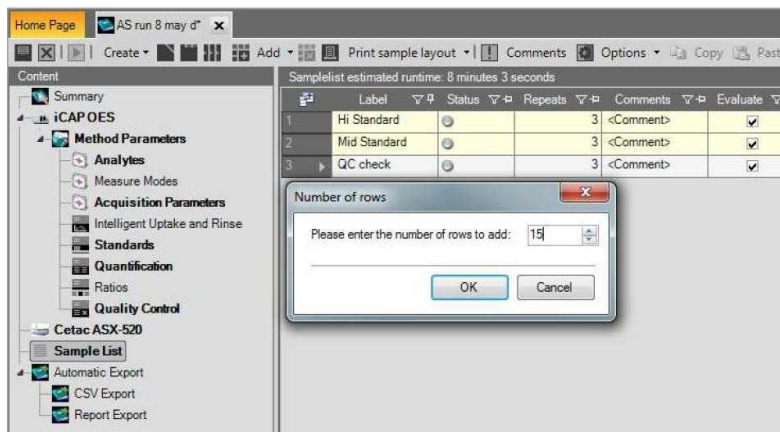 Home Page AS run 8 may d*
Create Add Print sample layout Comments Options Copy Past
Content
Summary
iCAP OES
Method Parameters
Analytes
Measure Modes
Acquisition Parameters
Intelligent Uptake and Rinse
Standards
Quantification
Ratios
Quality Control
Cetac ASX-520
Sample List
Automatic Export
CSV Export
Report Export
Samplelist estimated runtime: 8 minutes 3 seconds
Label Status Repeats Comments Evaluate
1 Hi Standard 3 <Comment>
2 Mid Standard 3 <Comment>
3 QC check 3 <Comment>
Number of rows
Please enter the number of rows to add: 15
OK Cancel